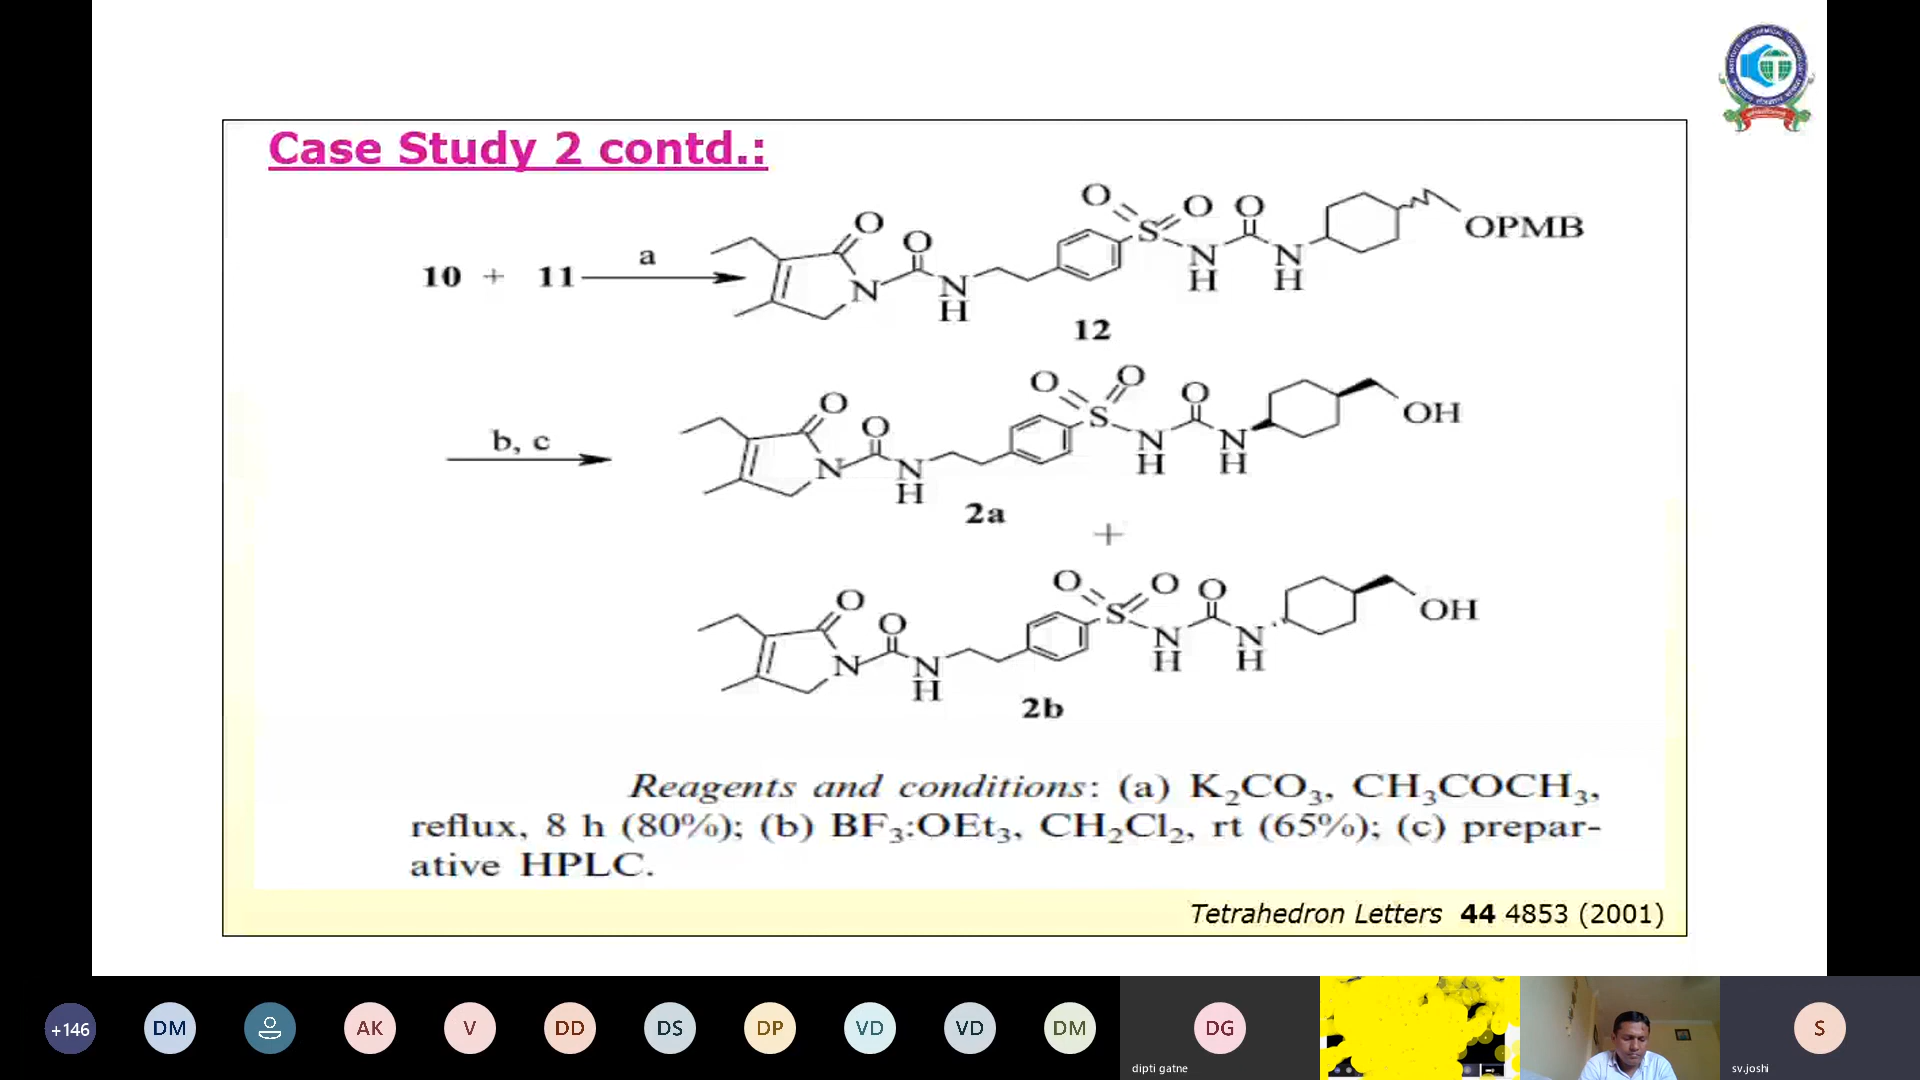 Case Study 2 contd.:
10 + 11
a
O
O
N
N
H
S
O
O
N
H
O
N
H
OPMB
12
b, c
O
O
N
N
H
S
O
O
N
H
O
N
H
OH
2a
+
O
O
N
N
H
S
O
O
N
H
O
N
H
OH
2b
Reagents and conditions: (a) K₂CO₃, CH₃COCH₃,
reflux, 8 h (80%); (b) BF₃:OEt₃, CH₂Cl₂, rt (65%); (c) prepar-
ative HPLC.
Tetrahedron Letters 44 4853 (2001)
+146
DM
AK
V
DD
DS
DP
VD
VD
DM
DG
dipti gatne
S
sv.joshi